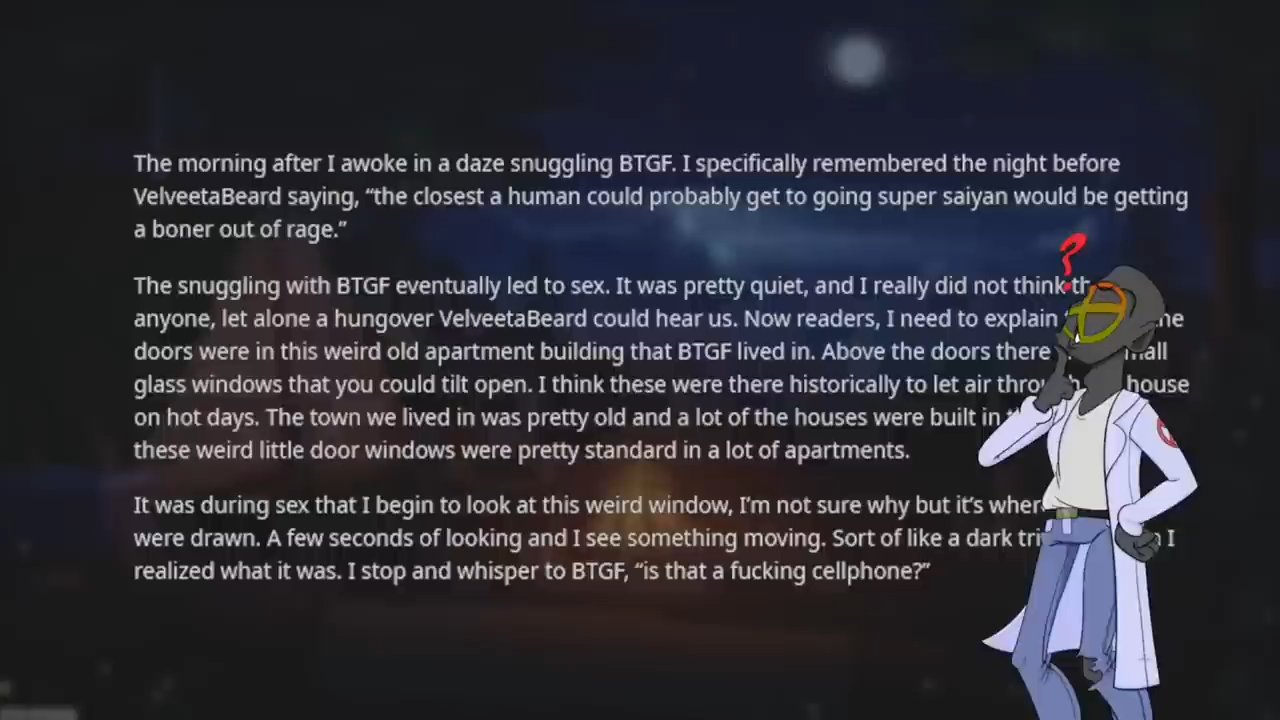 The morning after I awoke in a daze snuggling BTGF. I specifically remembered the night before
VelveetaBeard saying, “the closest a human could probably get to going super saiyan would be getting
a boner out of rage.”
The snuggling with BTGF eventually led to sex. It was pretty quiet, and I really did not think
anyone, let alone a hungover VelveetaBeard could hear us. Now readers, I need to explain
doors were in this weird old apartment building that BTGF lived in. Above the doors there
glass windows that you could tilt open. I think these were there historically to let air house
on hot days. The town we lived in was pretty old and a lot of the houses were built in
these weird little door windows were pretty standard in a lot of apartments.
It was during sex that I begin to look at this weird window, I’m not sure why but it’s
were drawn. A few seconds of looking and I see something moving. Sort of like a dark I
realized what it was. I stop and whisper to BTGF, “is that a fucking cellphone?”
?